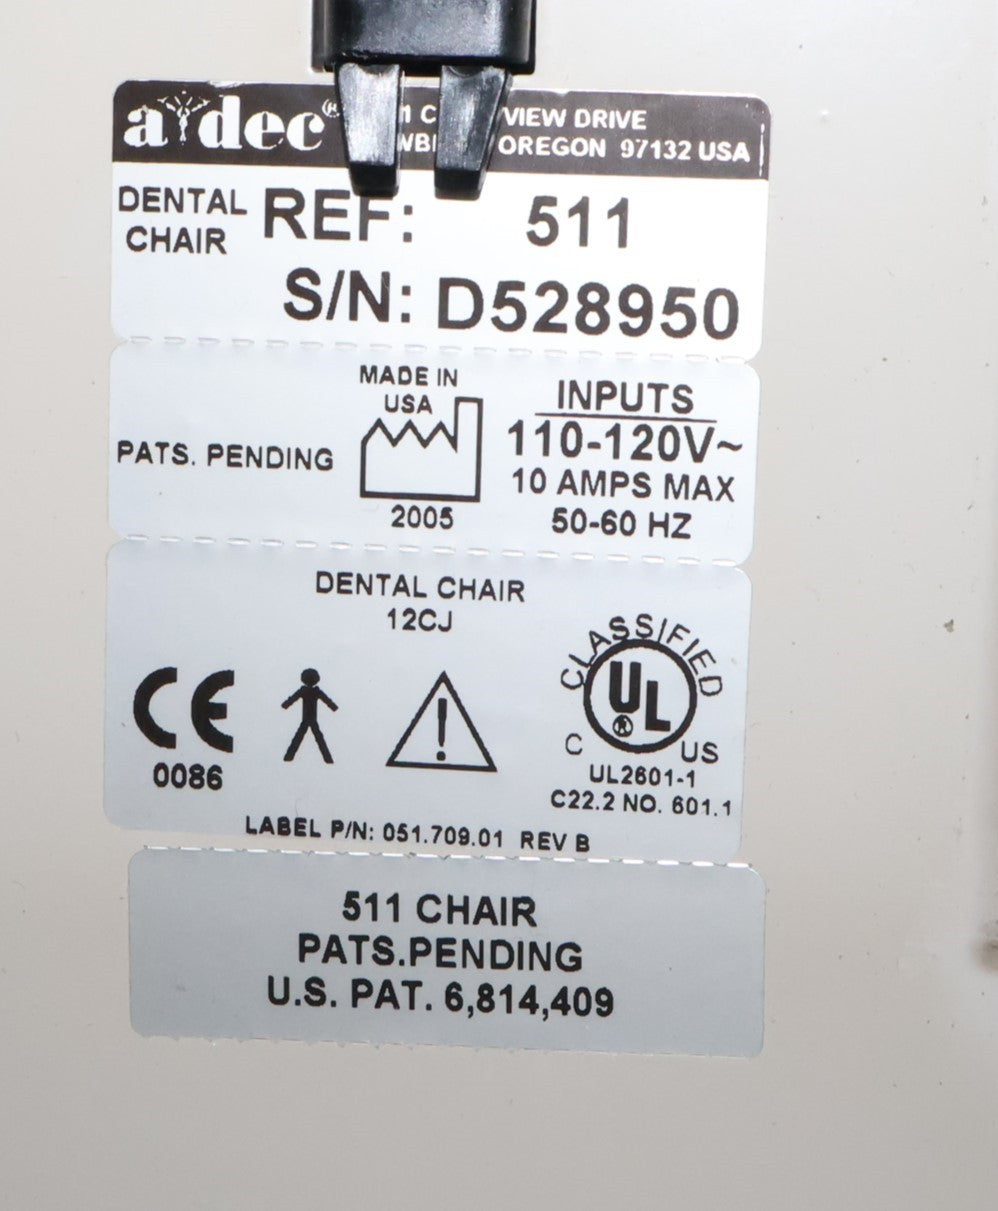 a dec® VIEW DRIVE
OREGON 97132 USA
DENTAL CHAIR REF: 511
S/N: D528950
PATS. PENDING
MADE IN
USA
2005
INPUTS
110-120V~
10 AMPS MAX
50-60 HZ
DENTAL CHAIR
12CJ
CE
0086
CLASSIFIED
UL®
C US
UL2601-1
C22.2 NO. 601.1
LABEL P/N: 051.709.01 REV B
511 CHAIR
PATS.PENDING
U.S. PAT. 6,814,409